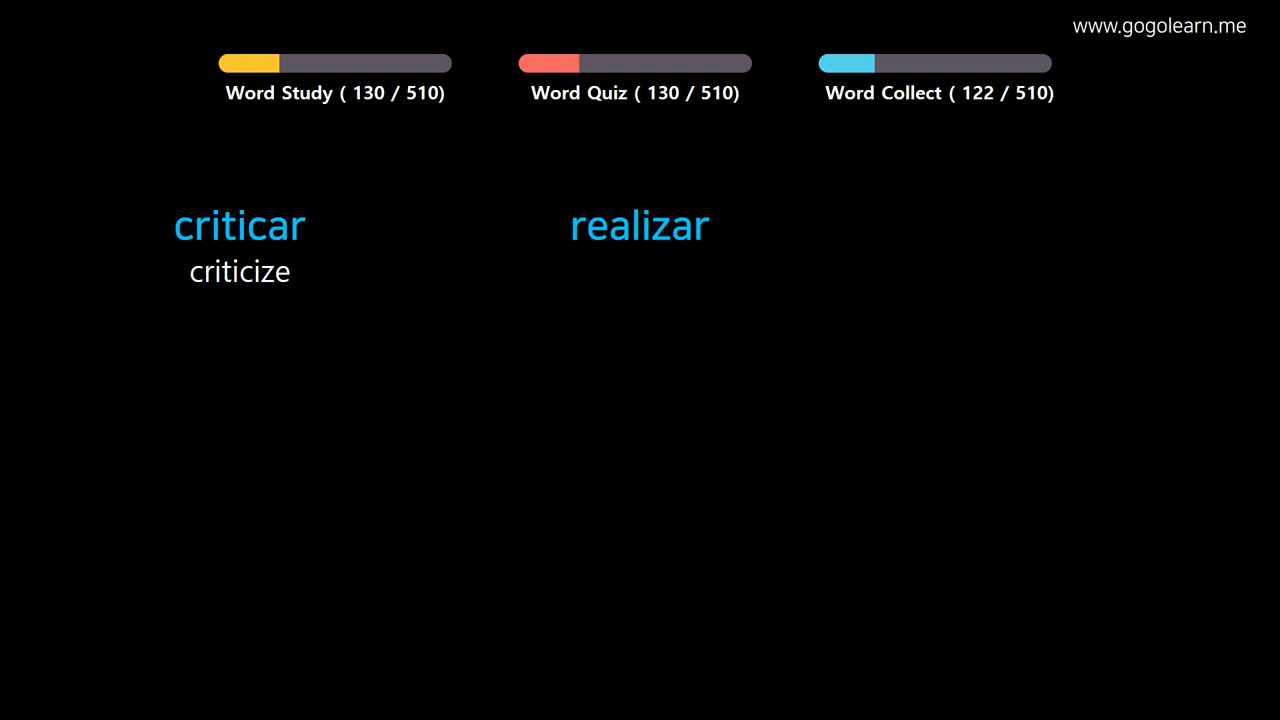 www.gogolearn.me
Word Study ( 130 / 510)
Word Quiz ( 130 / 510)
Word Collect ( 122 / 510)
criticar
criticize
realizar